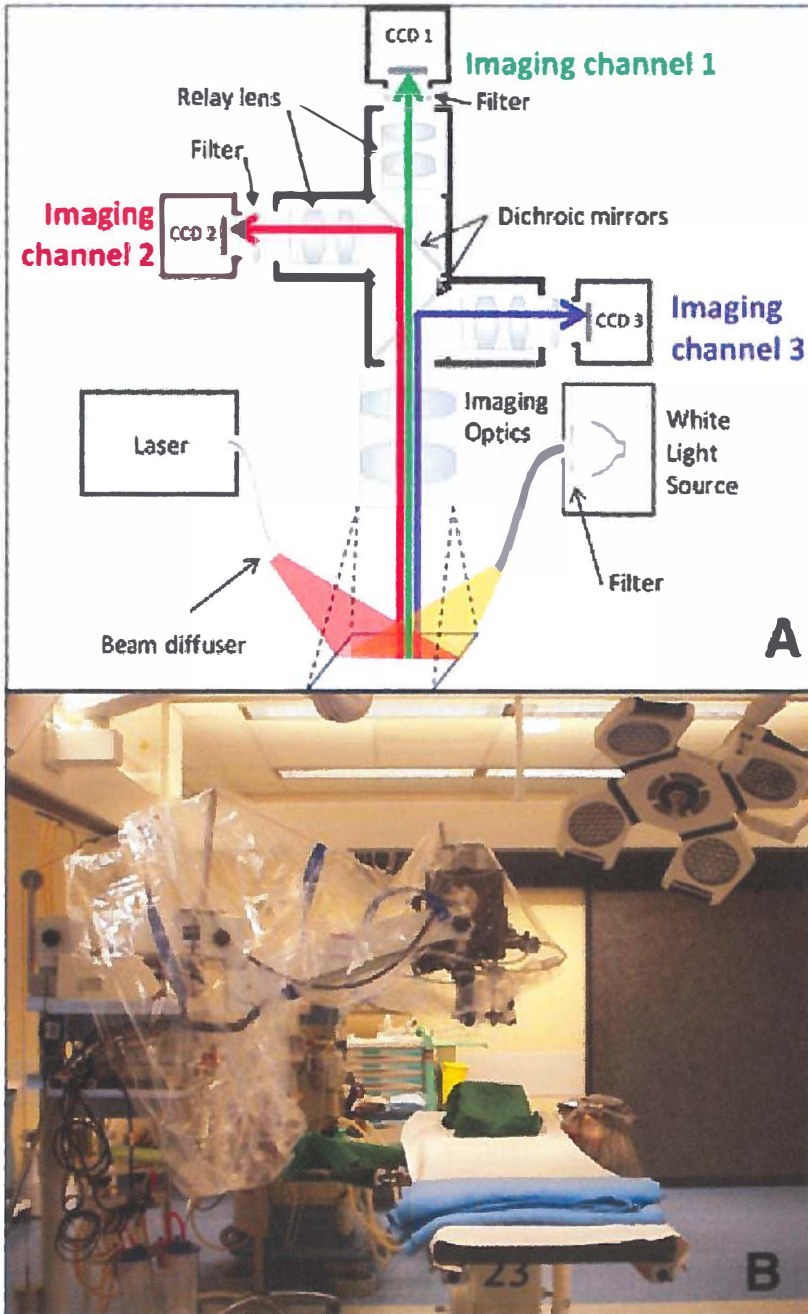 CCD 1
Imaging channel 1
Relay lens
Filter
Filter
Imaging
channel 2
CCD 2
Dichroic mirrors
CCD 3
Imaging
channel 3
Laser
Imaging
Optics
White
Light
Source
Filter
Beam diffuser
A
B
23